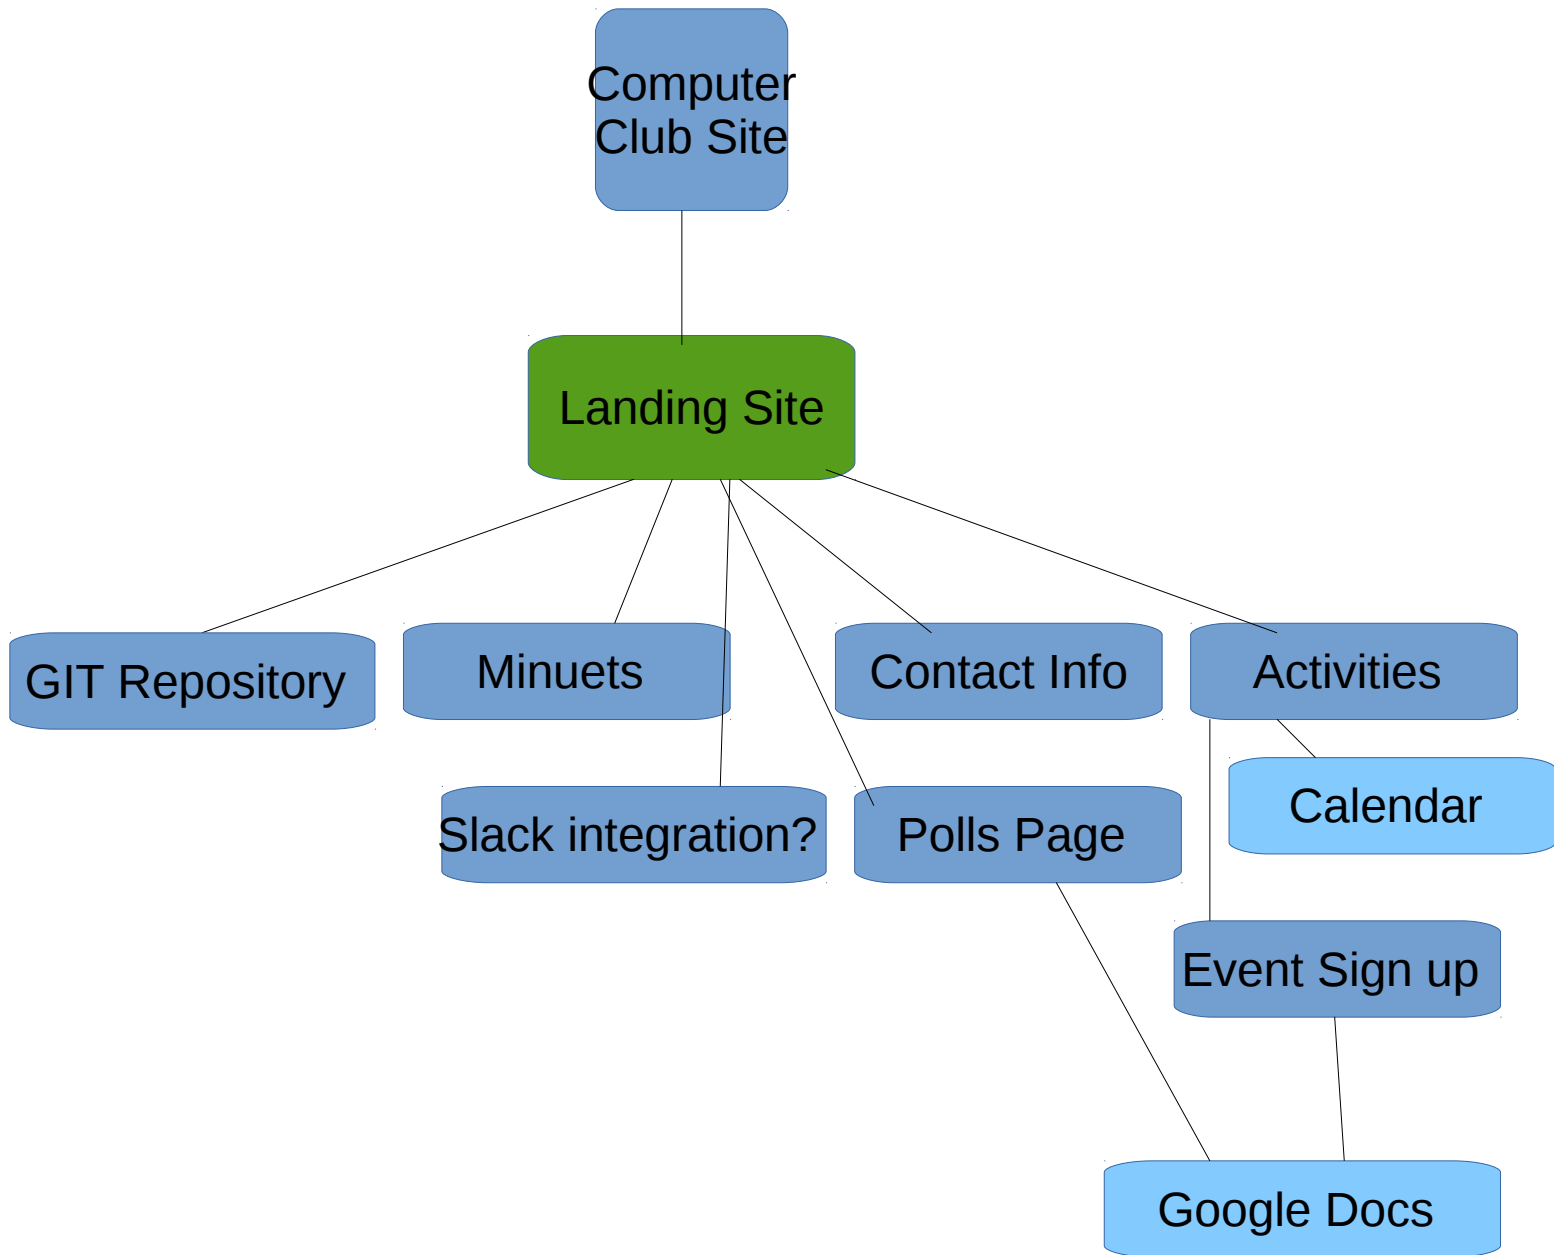 Computer
Club Site
Landing Site
GIT Repository
Minuets
Contact Info
Activities
Slack integration?
Polls Page
Calendar
Event Sign up
Google Docs